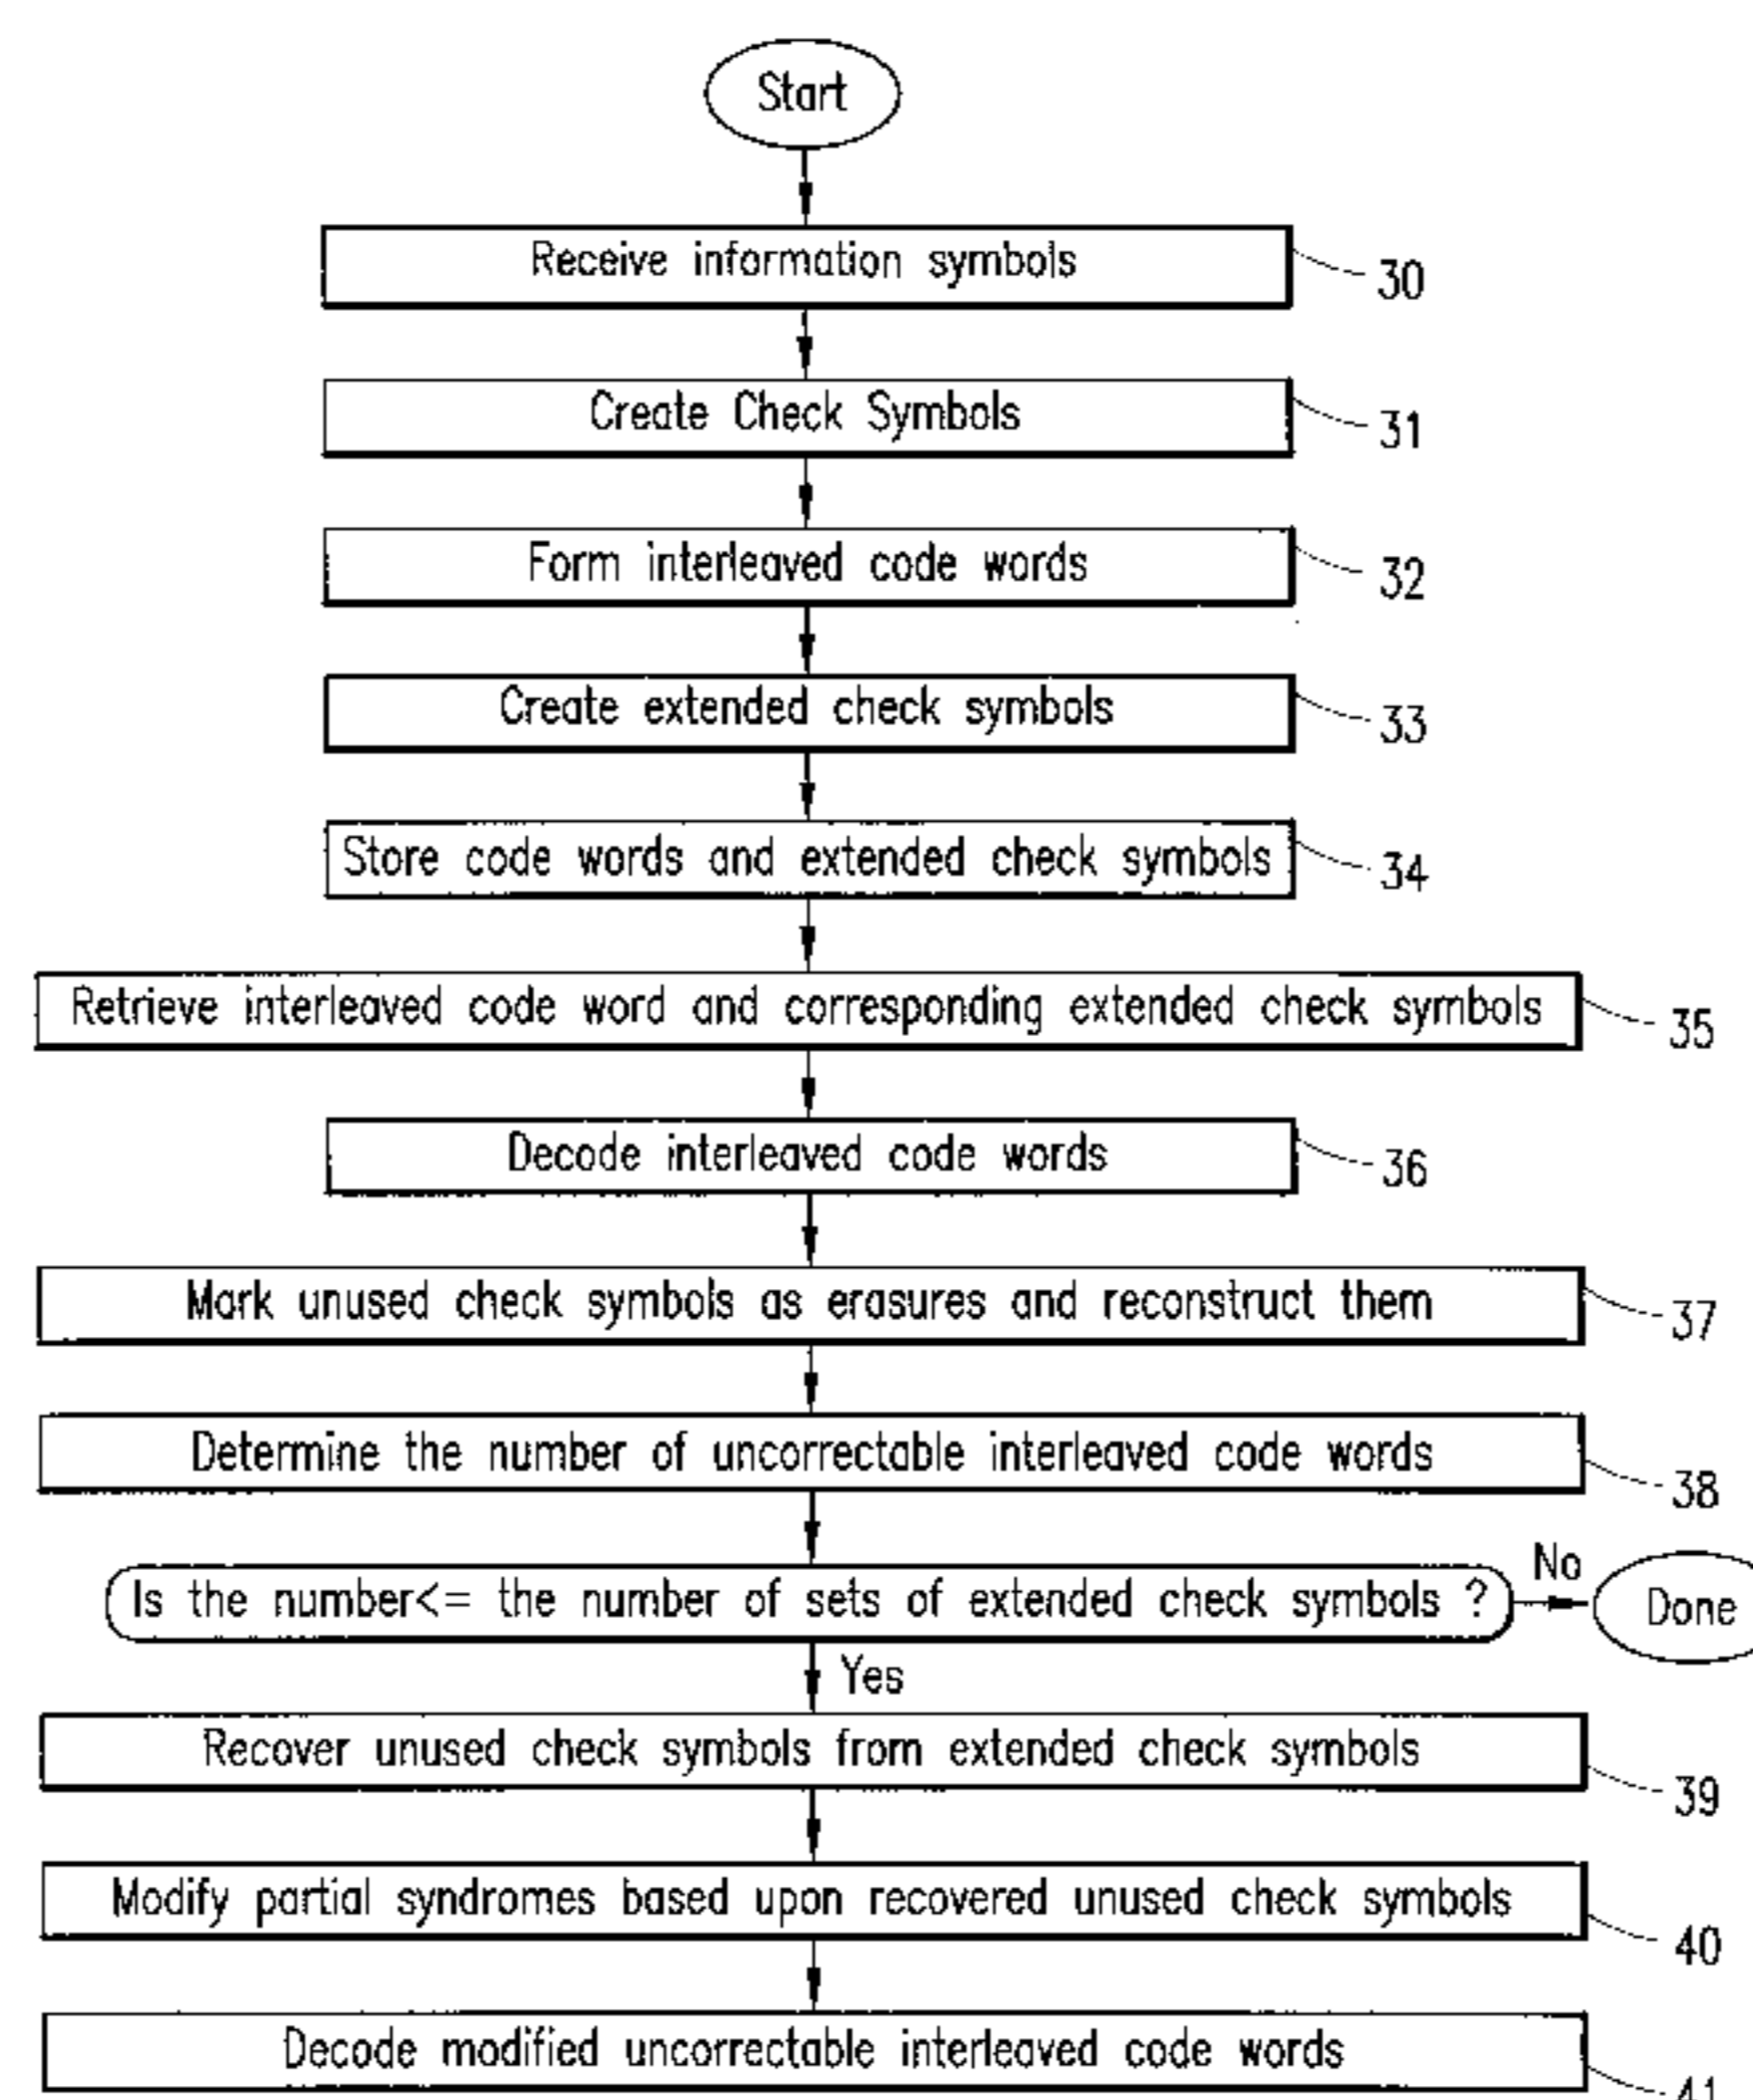 Start
Receive information symbols
30
Create Check Symbols
31
Form interleaved code words
32
Create extended check symbols
33
Store code words and extended check symbols
34
Retrieve interleaved code word and corresponding extended check symbols
35
Decode interleaved code words
36
Mark unused check symbols as erasures and reconstruct them
37
Determine the number of uncorrectable interleaved code words
38
Is the number<= the number of sets of extended check symbols ?
No
Done
Yes
Recover unused check symbols from extended check symbols
39
Modify partial syndromes based upon recovered unused check symbols
40
Decode modified uncorrectable interleaved code words
41